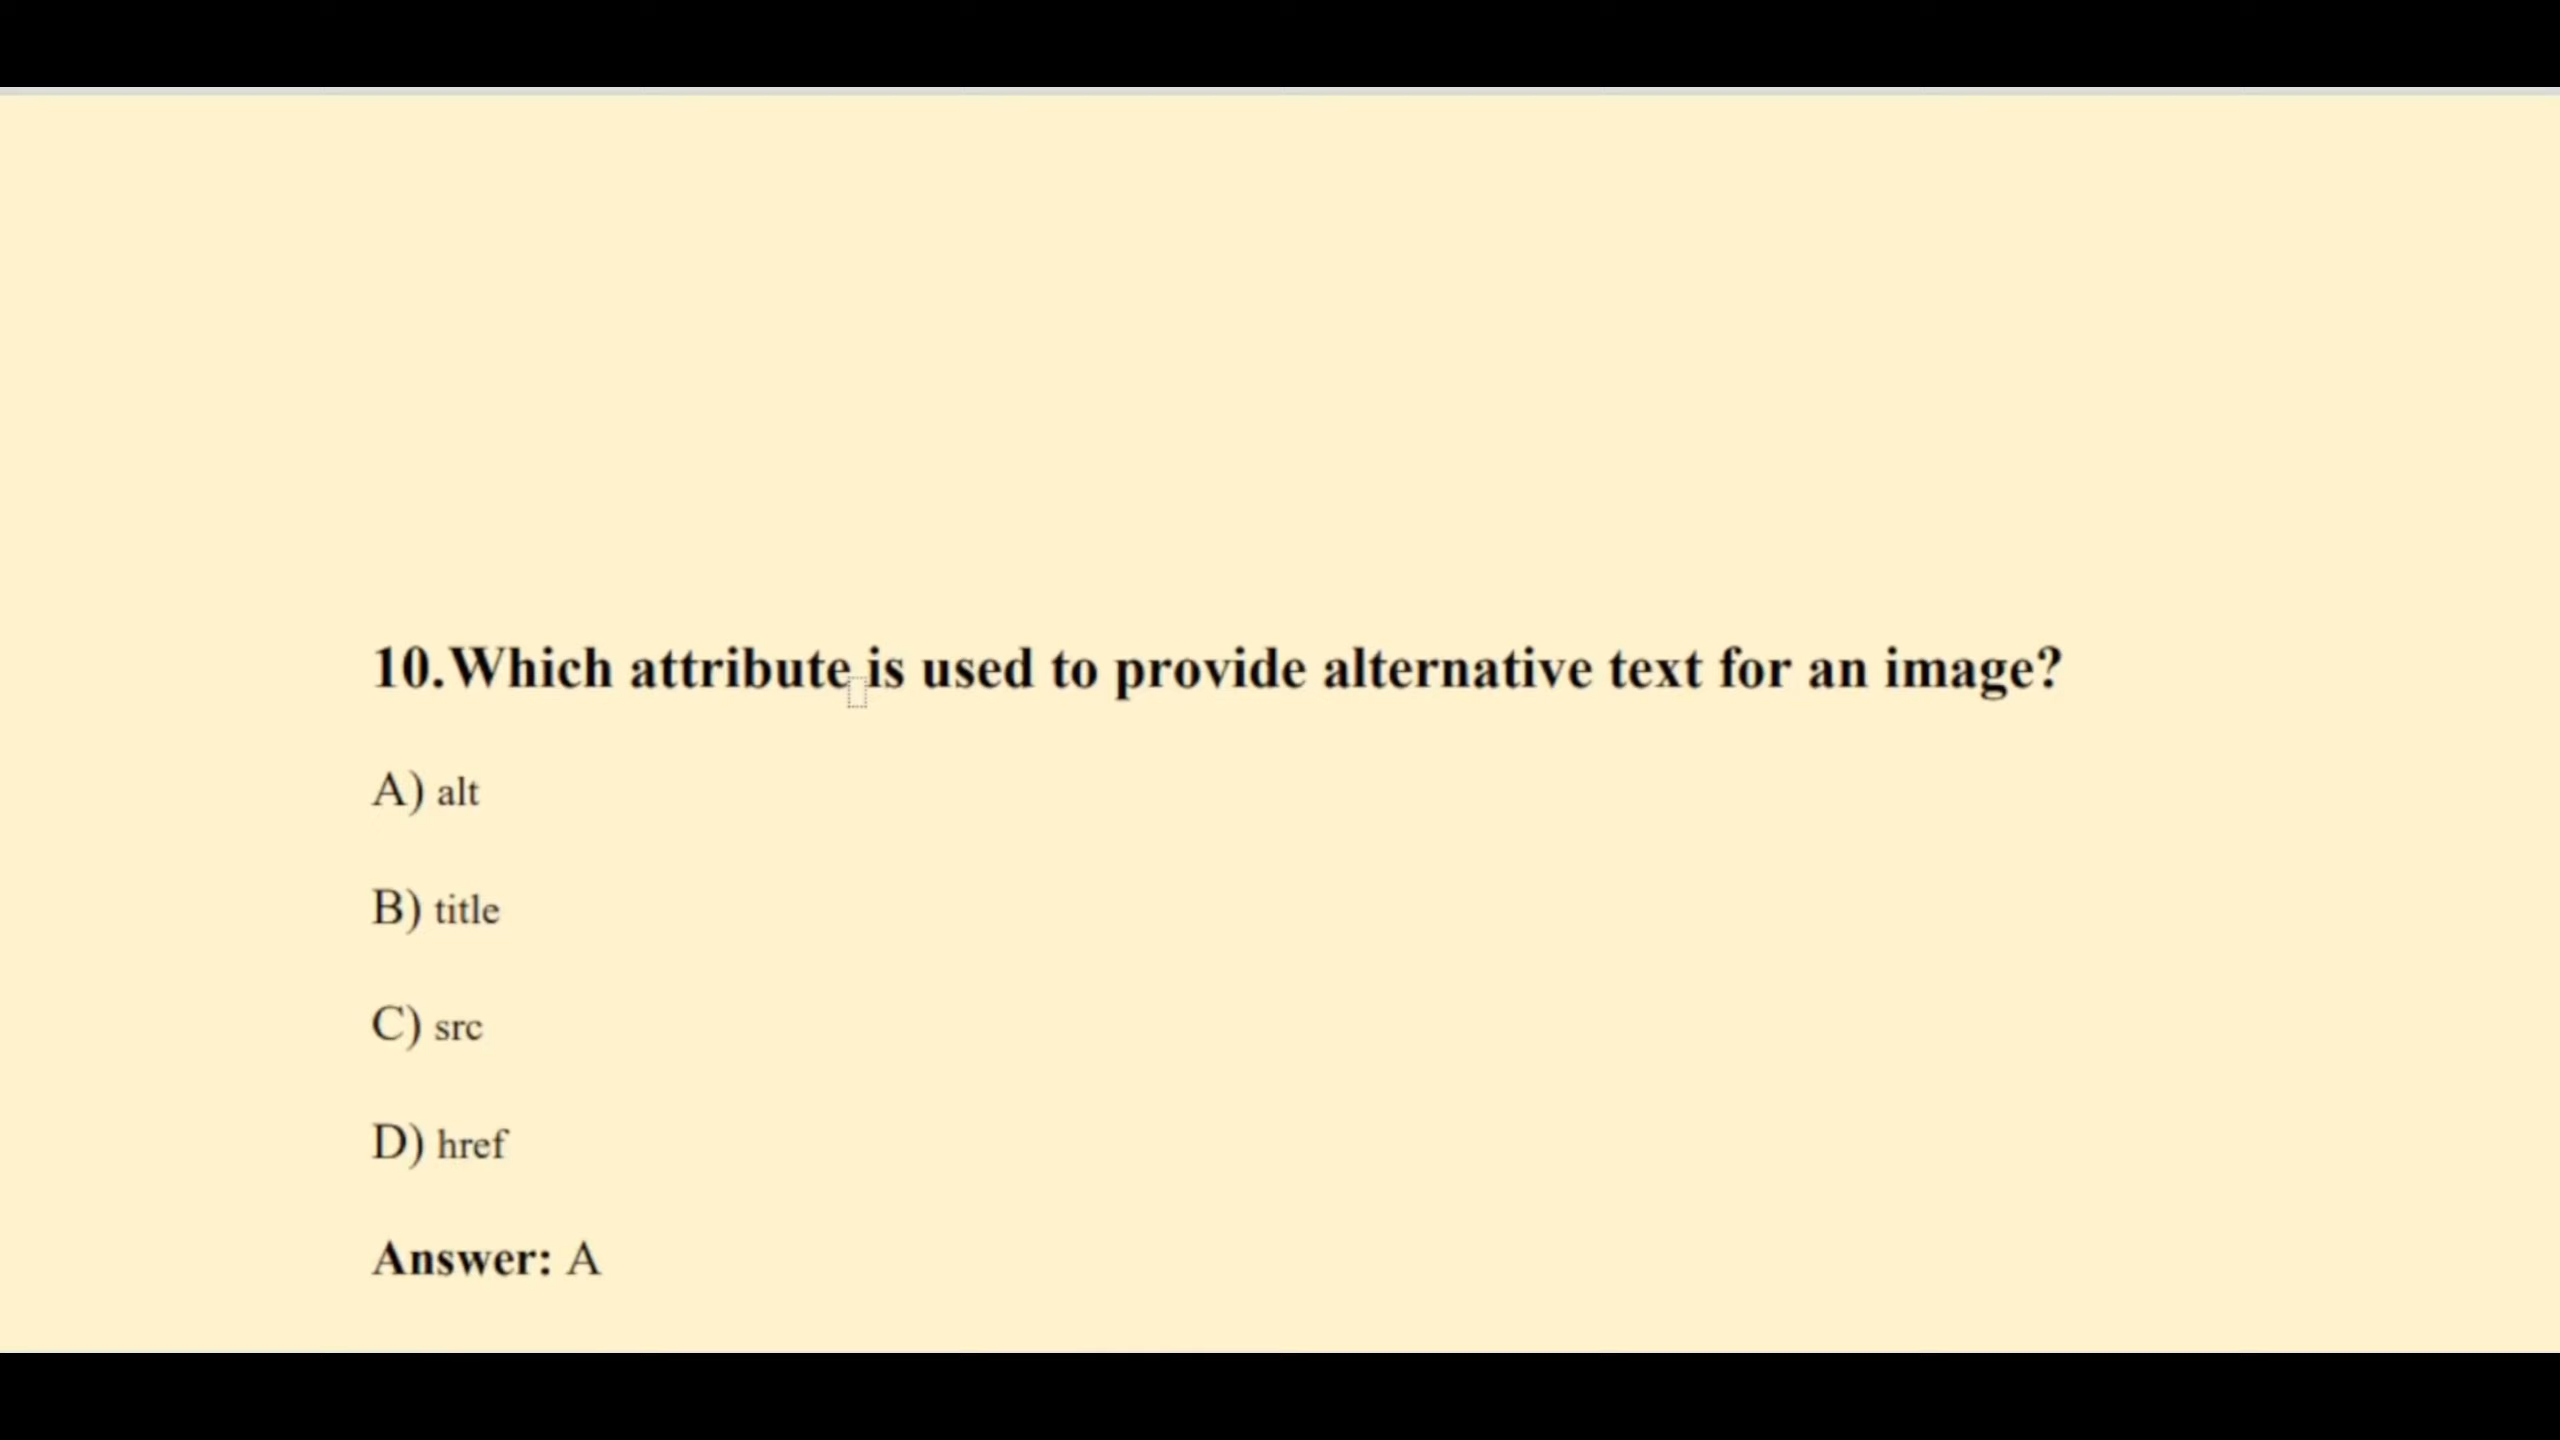 10.Which attribute is used to provide alternative text for an image?
A) alt
B) title
C) src
D) href
Answer: A